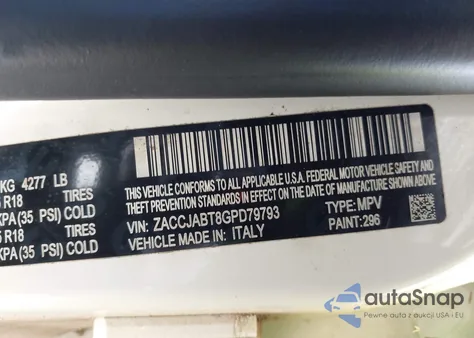 KG 4277 LB
R18 TIRES
KPA (35 PSI) COLD
R18 TIRES
KPA (35 PSI) COLD
THIS VEHICLE CONFORMS TO ALL APPLICABLE U.S.A. FEDERAL MOTOR VEHICLE SAFETY AND
THEFT PREVENTION STANDARDS IN EFFECT ON THE DATE OF MANUFACTURE SHOWN ABOVE.
VIN: ZACCJABT8GPD79793 TYPE: MPV
VEHICLE MADE IN: ITALY PAINT: 296
autoSnap
Pewne auta z dostawą USA i EU